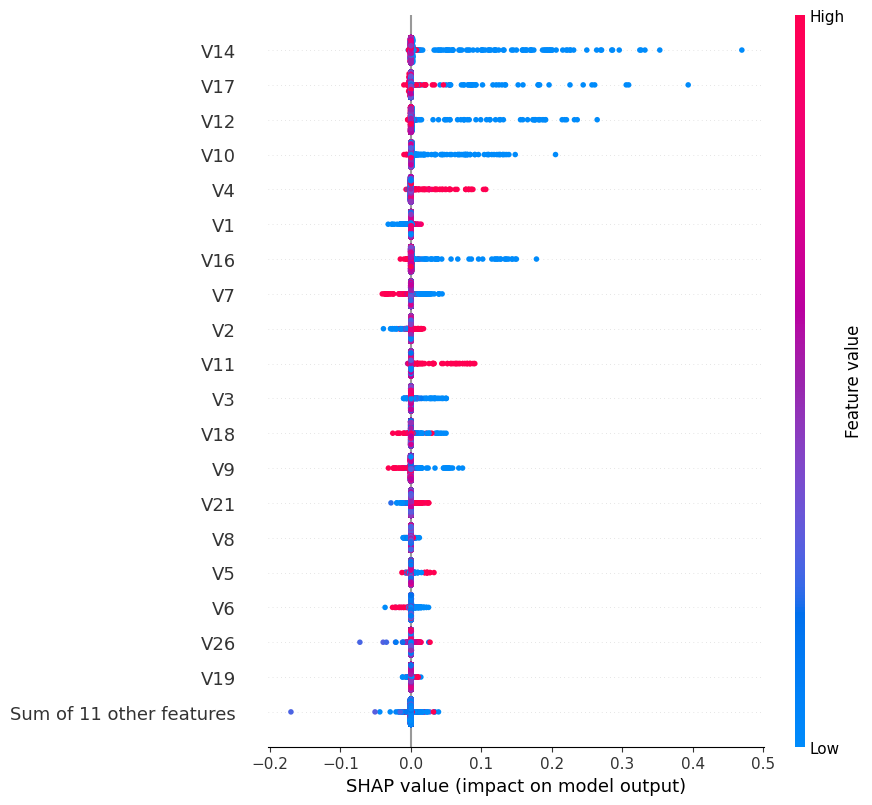 High
V14
V17
V12
V10
V4
V1
V16
V7
V2
V11
V3
V18
V9
V21
V8
V5
V6
V26
V19
Sum of 11 other features
Feature value
Low
−0.2 −0.1 0.0 0.1 0.2 0.3 0.4 0.5
SHAP value (impact on model output)